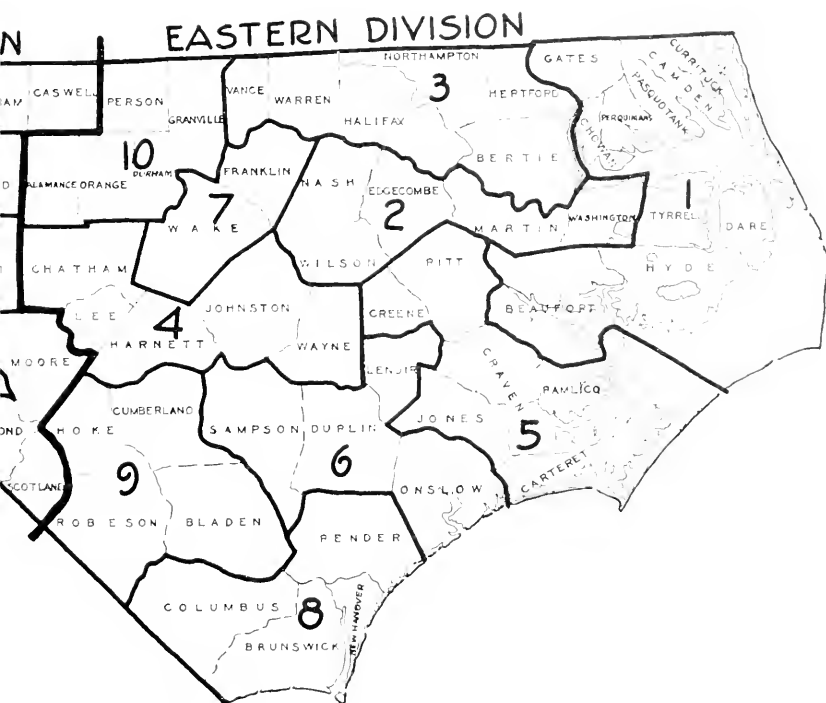 N EASTERN DIVISION
NORTHAMPTON
GATES
CURRITUCK
CAMDEN
PASQUOTANK
PERQUIMANS
CHOWAN
AM
CASWELL
PERSON
GRANVILLE
VANCE
WARREN
3
HERTFORD
HALIFAX
BERTIE
10
DURHAM
FRANKLIN
NASH
EDGECOMBE
D
ALAMANCE
ORANGE
7
WAKE
2
MARTIN
WASHINGTON
1
TYRREL
DARE
CHATHAM
WILSON
PITT
HYDE
LEE
4
JOHNSTON
GREENE
BEAUFORT
HARNETT
WAYNE
MOORE
LENOIR
CRAVEN
PAMLICO
CUMBERLAND
OND
HOKE
SAMPSON
DUPLIN
JONES
5
6
CARTERET
SCOTLAND
9
ONSLOW
ROBESON
BLADEN
PENDER
COLUMBUS
8
NEW HANOVER
BRUNSWICK